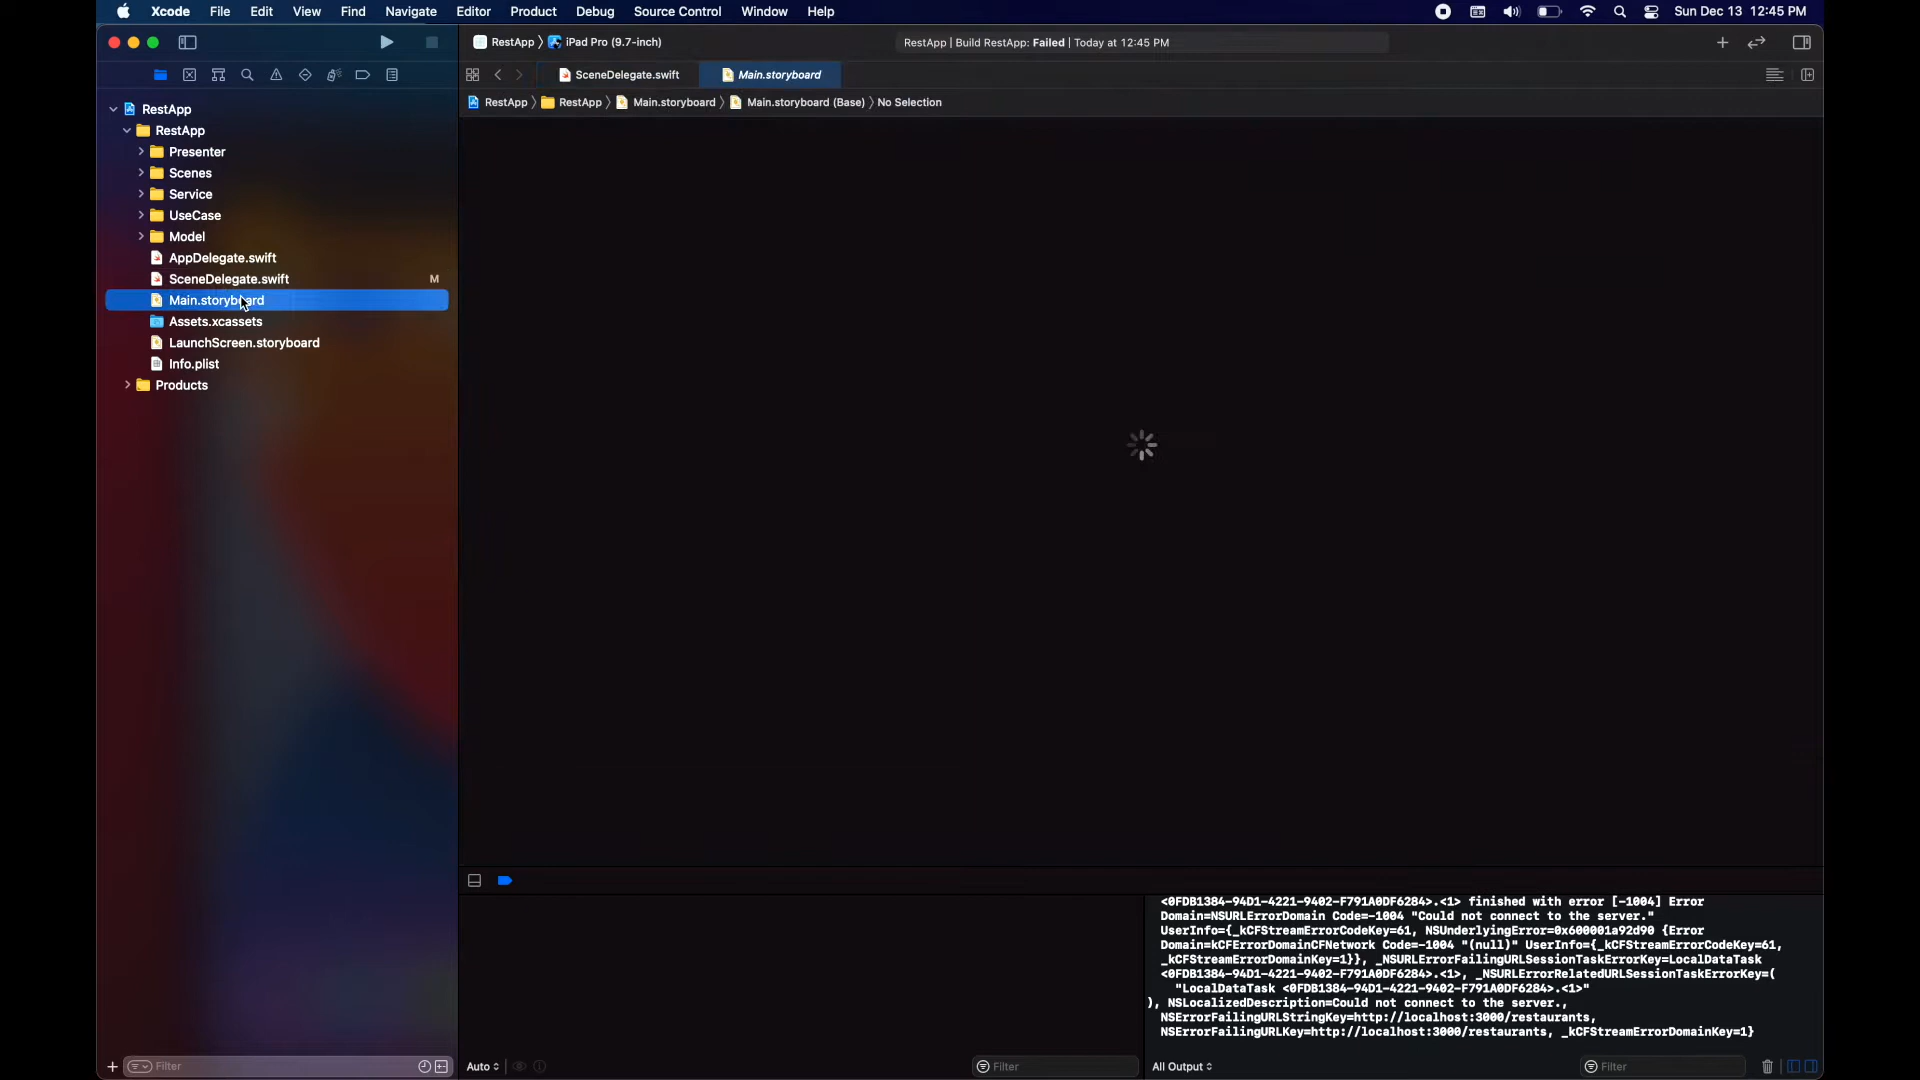 Xcode File Edit View Find Navigate Editor Product Debug Source Control Window Help Sun Dec 13 12:45 PM
RestApp iPad Pro (9.7-inch) RestApp | Build RestApp: Failed | Today at 12:45 PM
SceneDelegate.swift Main.storyboard
RestApp RestApp Main.storyboard Main.storyboard (Base) No Selection
RestApp
RestApp
Presenter
Scenes
Service
UseCase
Model
AppDelegate.swift
SceneDelegate.swift M
Main.storyboard
Assets.xcassets
LaunchScreen.storyboard
Info.plist
Products
<0FDB1384-94D1-4221-9402-F791A0DF6284>.<1> finished with error [-1004] Error
Domain=NSURLErrorDomain Code=-1004 "Could not connect to the server."
UserInfo={_kCFStreamErrorCodeKey=61, NSUnderlyingError=0x600001a92d90 {Error
Domain=kCFErrorDomainCFNetwork Code=-1004 "(null)" UserInfo={_kCFStreamErrorCodeKey=61,
_kCFStreamErrorDomainKey=1}}, _NSURLErrorFailingURLSessionTaskErrorKey=LocalDataTask
<0FDB1384-94D1-4221-9402-F791A0DF6284>.<1>, _NSURLErrorRelatedURLSessionTaskErrorKey=(
"LocalDataTask <0FDB1384-94D1-4221-9402-F791A0DF6284>.<1>"
), NSLocalizedDescription=Could not connect to the server.,
NSErrorFailingURLStringKey=http://localhost:3000/restaurants,
NSErrorFailingURLKey=http://localhost:3000/restaurants, _kCFStreamErrorDomainKey=1}
Filter Auto Filter All Output Filter